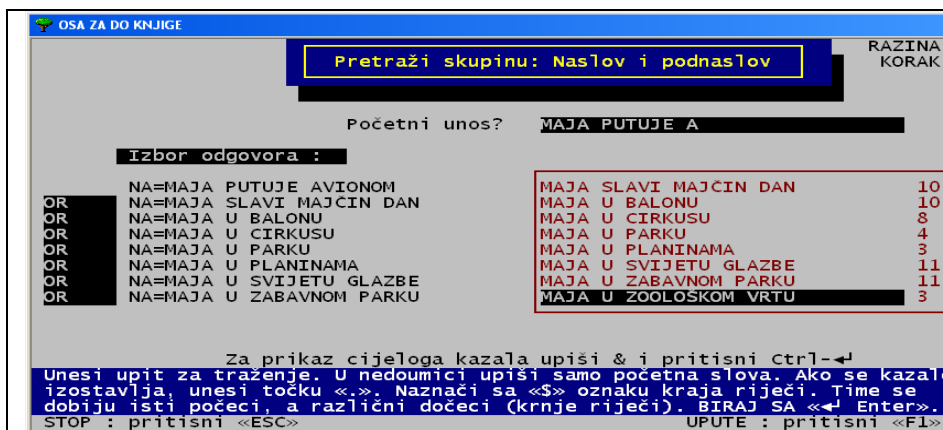 OSA ZA DO KNJIGE
Pretraži skupinu: Naslov i podnaslov
RAZINA
KORAK
Početni unos? MAJA PUTUJE A
Izbor odgovora :
NA=MAJA PUTUJE AVIONOM
OR NA=MAJA SLAVI MAJČIN DAN
OR NA=MAJA U BALONU
OR NA=MAJA U CIRKUSU
OR NA=MAJA U PARKU
OR NA=MAJA U PLANINAMA
OR NA=MAJA U SVIJETU GLAZBE
OR NA=MAJA U ZABAVNOM PARKU
MAJA SLAVI MAJČIN DAN 10
MAJA U BALONU 10
MAJA U CIRKUSU 8
MAJA U PARKU 4
MAJA U PLANINAMA 3
MAJA U SVIJETU GLAZBE 11
MAJA U ZABAVNOM PARKU 11
MAJA U ZOOLOŠKOM VRTU 3
Za prikaz cijeloga kazala upiši & i pritisni Ctrl-↵
Unesi upit za traženje. U nedoumici upiši samo početna slova. Ako se kazalo
izostavlja, unesi točku «.». Naznači sa «$» oznaku kraja riječi. Time se
dobiju isti počeci, a različni dočeci (krnje riječi). BIRAJ SA «↵ Enter».
STOP : pritisni «ESC» UPUTE : pritisni «F1»